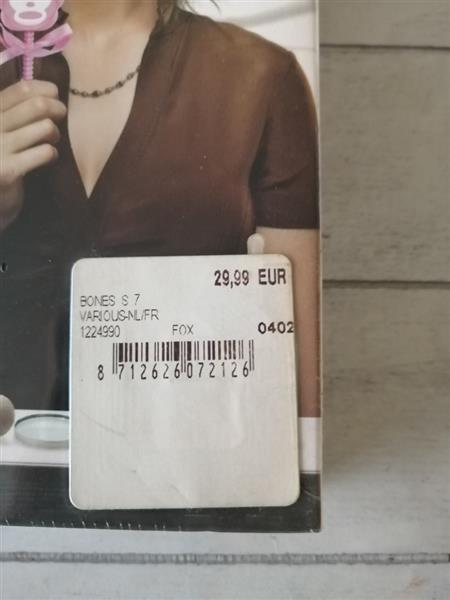 29,99 EUR
BONES S 7
VARIOUS-NL/FR
1224990 FOX 0402
8 712626 072126